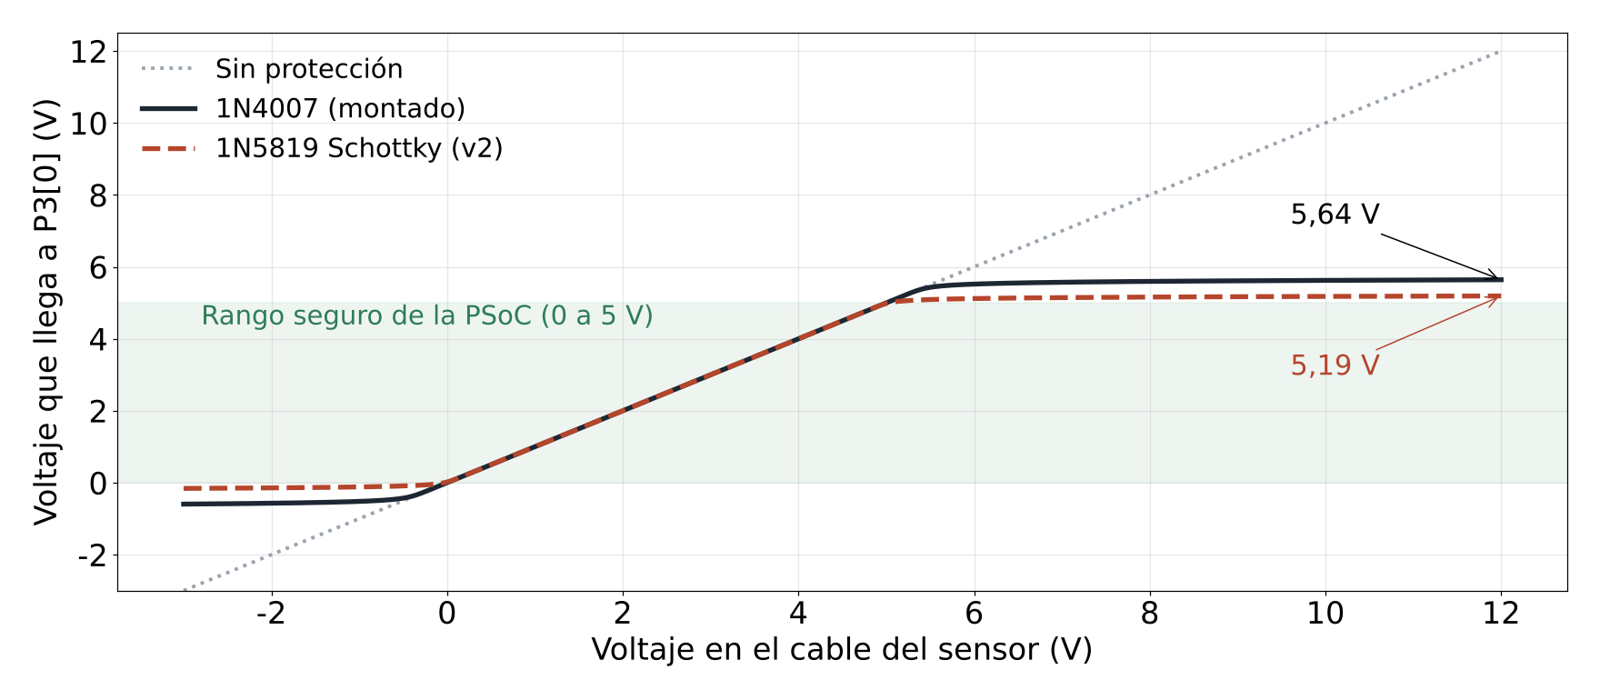 12
10
8
6
4
2
0
-2
Voltaje que llega a P3[0] (V)
Sin protección
1N4007 (montado)
1N5819 Schottky (v2)
5,64 V
Rango seguro de la PSoC (0 a 5 V)
5,19 V
-2 0 2 4 6 8 10 12
Voltaje en el cable del sensor (V)